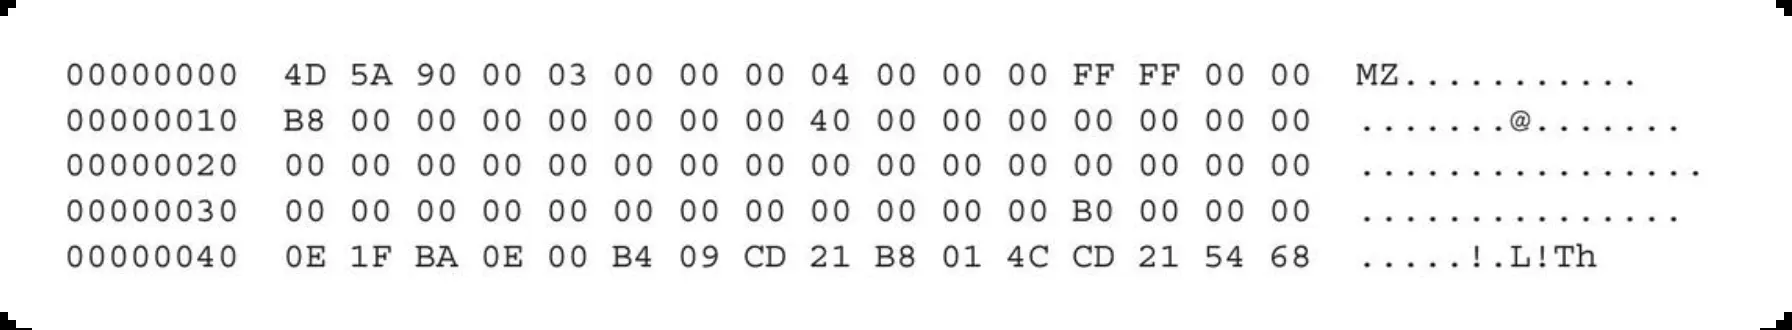 00000000 4D 5A 90 00 03 00 00 00 04 00 00 00 FF FF 00 00 MZ...........
00000010 B8 00 00 00 00 00 00 00 40 00 00 00 00 00 00 00 .......@.......
00000020 00 00 00 00 00 00 00 00 00 00 00 00 00 00 00 00 ................
00000030 00 00 00 00 00 00 00 00 00 00 00 00 B0 00 00 00 ...............
00000040 0E 1F BA 0E 00 B4 09 CD 21 B8 01 4C CD 21 54 68 .....!.L!Th